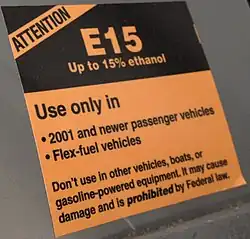 ATTENTION
E15
Up to 15% ethanol
Use only in
• 2001 and newer passenger vehicles
• Flex-fuel vehicles
Don't use in other vehicles, boats, or
gasoline-powered equipment. It may cause
damage and is prohibited by Federal law.